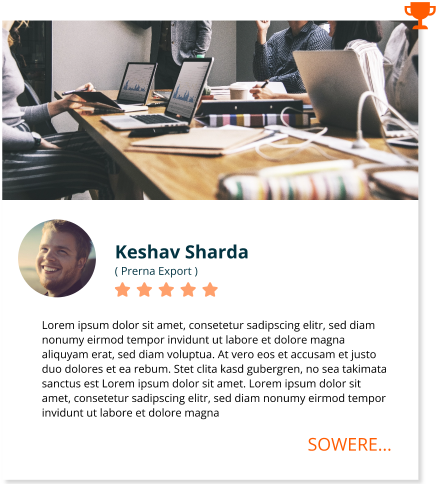 Keshav Sharda
( Prerna Export )
Lorem ipsum dolor sit amet, consetetur sadipscing elitr, sed diam
nonumy eirmod tempor invidunt ut labore et dolore magna
aliquyam erat, sed diam voluptua. At vero eos et accusam et justo
duo dolores et ea rebum. Stet clita kasd gubergren, no sea takimata
sanctus est Lorem ipsum dolor sit amet. Lorem ipsum dolor sit
amet, consetetur sadipscing elitr, sed diam nonumy eirmod tempor
invidunt ut labore et dolore magna
SOWERE...